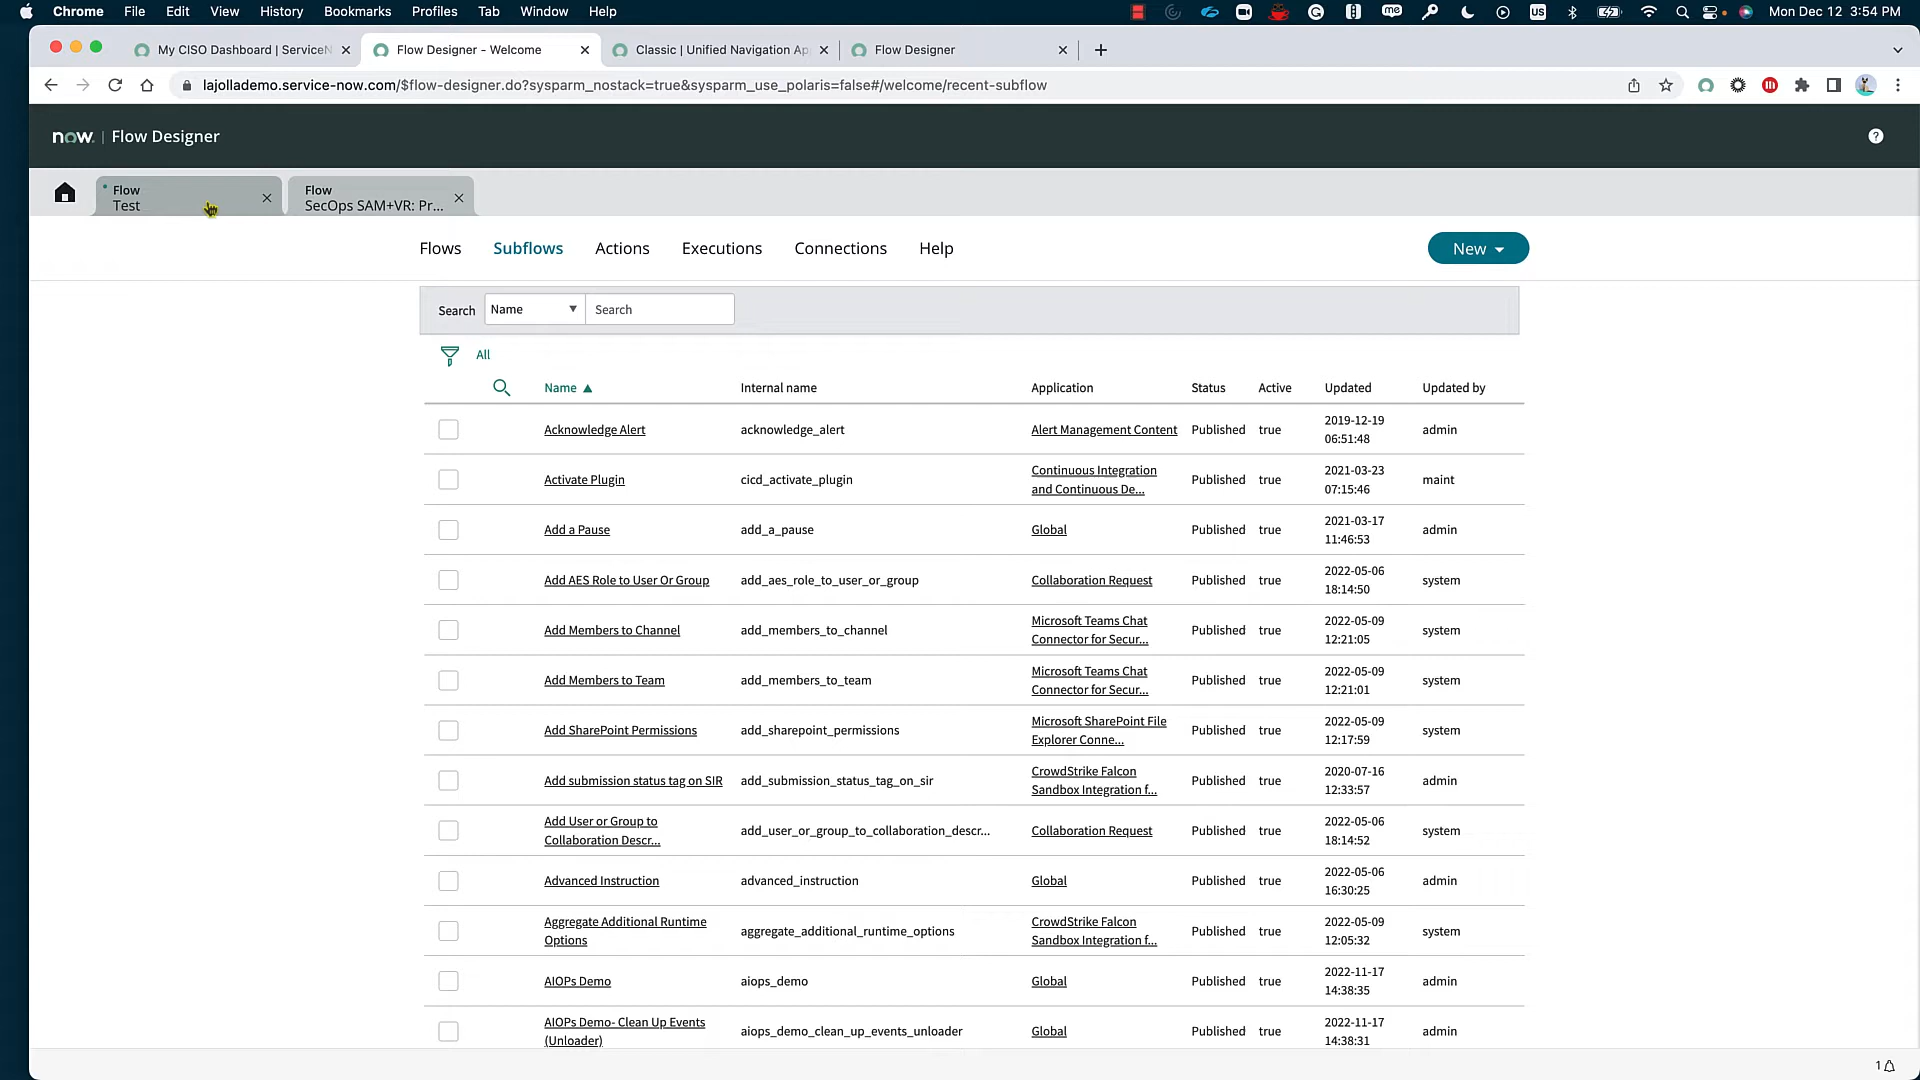 Chrome File Edit View History Bookmarks Profiles Tab Window Help me US Mon Dec 12 3:54 PM
My CISO Dashboard | ServiceN
Flow Designer - Welcome
Classic | Unified Navigation Ap
Flow Designer
lajollademo.service-now.com/$flow-designer.do?sysparm_nostack=true&sysparm_use_polaris=false#/welcome/recent-subflow
now. | Flow Designer
Flow
Test
Flow
SecOps SAM+VR: Pr...
Flows Subflows Actions Executions Connections Help New
Search Name Search
All
Name Internal name Application Status Active Updated Updated by
Acknowledge Alert acknowledge_alert Alert Management Content Published true 2019-12-19 06:51:48 admin
Activate Plugin cicd_activate_plugin Continuous Integration and Continuous De... Published true 2021-03-23 07:15:46 maint
Add a Pause add_a_pause Global Published true 2021-03-17 11:46:53 admin
Add AES Role to User Or Group add_aes_role_to_user_or_group Collaboration Request Published true 2022-05-06 18:14:50 system
Add Members to Channel add_members_to_channel Microsoft Teams Chat Connector for Secur... Published true 2022-05-09 12:21:05 system
Add Members to Team add_members_to_team Microsoft Teams Chat Connector for Secur... Published true 2022-05-09 12:21:01 system
Add SharePoint Permissions add_sharepoint_permissions Microsoft SharePoint File Explorer Conne... Published true 2022-05-09 12:17:59 system
Add submission status tag on SIR add_submission_status_tag_on_sir CrowdStrike Falcon Sandbox Integration f... Published true 2020-07-16 12:33:57 admin
Add User or Group to Collaboration Descr... add_user_or_group_to_collaboration_descr... Collaboration Request Published true 2022-05-06 18:14:52 system
Advanced Instruction advanced_instruction Global Published true 2022-05-06 16:30:25 admin
Aggregate Additional Runtime Options aggregate_additional_runtime_options CrowdStrike Falcon Sandbox Integration f... Published true 2022-05-09 12:05:32 system
AIOPs Demo aiops_demo Global Published true 2022-11-17 14:38:35 admin
AIOPs Demo- Clean Up Events (Unloader) aiops_demo_clean_up_events_unloader Global Published true 2022-11-17 14:38:31 admin
1